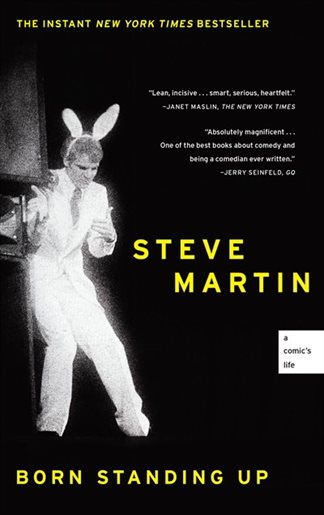 THE INSTANT NEW YORK TIMES BESTSELLER
"Lean, incisive . . . smart, serious, heartfelt."
–JANET MASLIN, THE NEW YORK TIMES
"Absolutely magnificent . . .
One of the best books about comedy and
being a comedian ever written."
–JERRY SEINFELD, GQ
STEVE
MARTIN
a
comic's
life
BORN STANDING UP